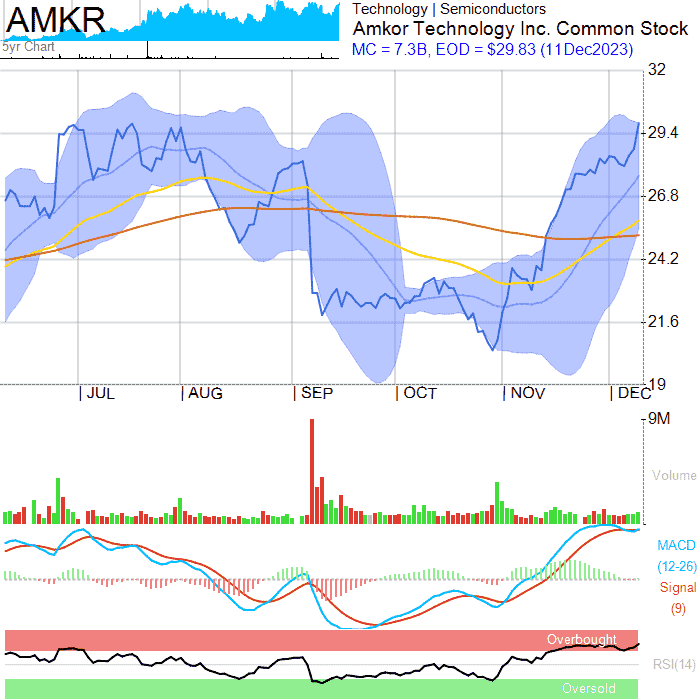 AMKR
5yr Chart
Technology | Semiconductors
Amkor Technology Inc. Common Stock
MC = 7.3B, EOD = $29.83 (11Dec2023)
32
29.4
26.8
24.2
21.6
19
| JUL | AUG | SEP | OCT | NOV | DEC
9M
Volume
MACD
(12-26)
Signal
(9)
Overbought
RSI(14)
Oversold